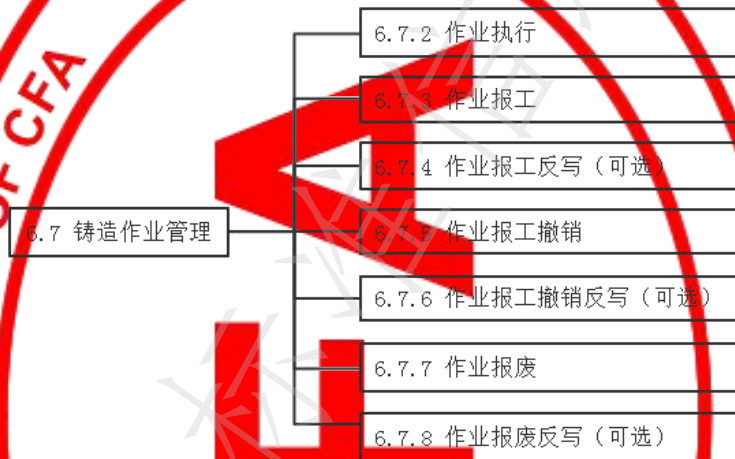 6.7.2 作业执行
6.7.3 作业报工
6.7.4 作业报工反写（可选）
6.7 铸造作业管理
6.7.5 作业报工撤销
6.7.6 作业报工撤销反写（可选）
6.7.7 作业报废
6.7.8 作业报废反写（可选）
OF CFA